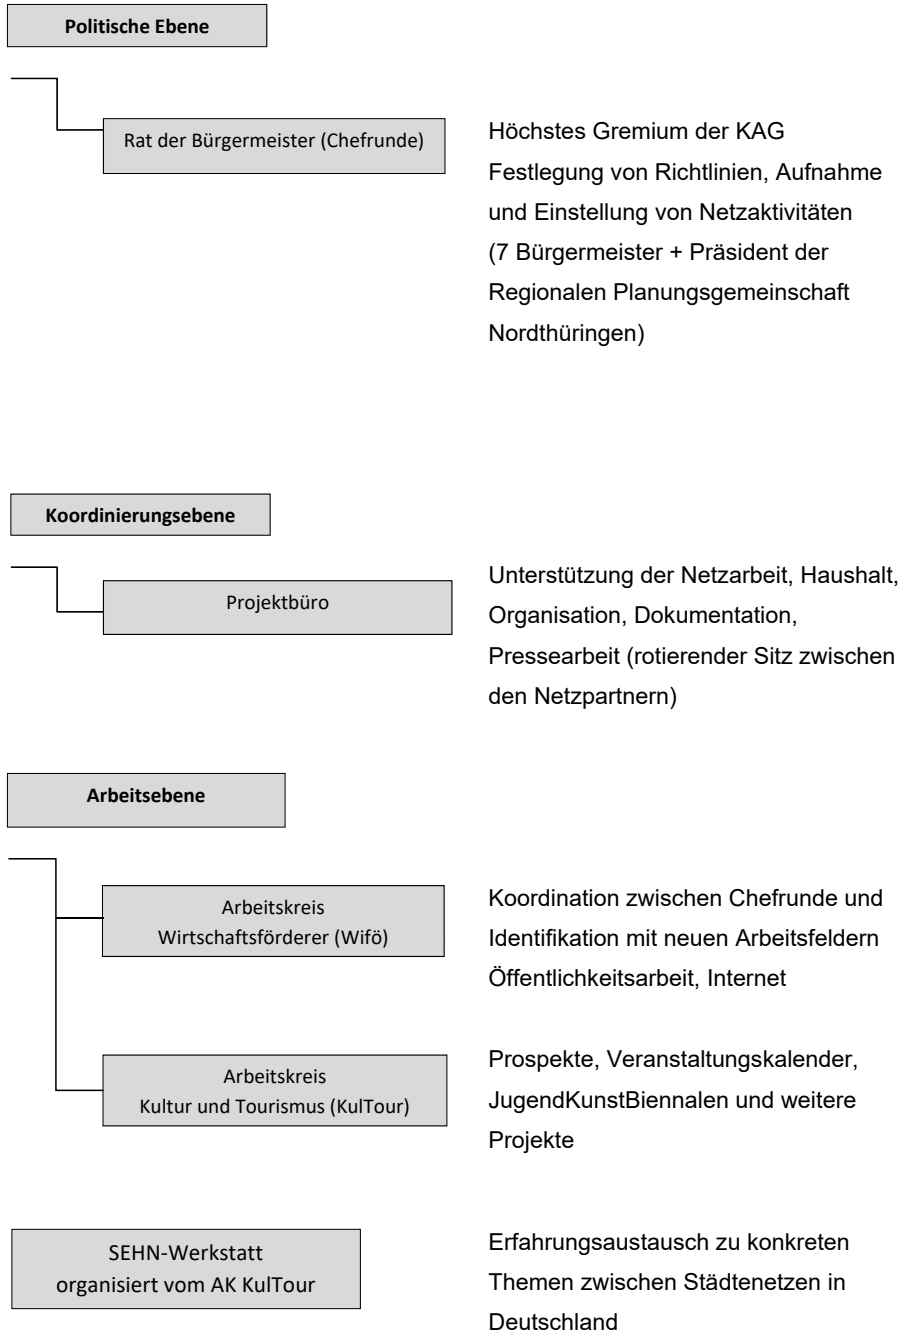 Politische Ebene
Rat der Bürgermeister (Chefrunde)
Höchstes Gremium der KAG
Festlegung von Richtlinien, Aufnahme
und Einstellung von Netzaktivitäten
(7 Bürgermeister + Präsident der
Regionalen Planungsgemeinschaft
Nordthüringen)
Koordinierungsebene
Projektbüro
Unterstützung der Netzarbeit, Haushalt,
Organisation, Dokumentation,
Pressearbeit (rotierender Sitz zwischen
den Netzpartnern)
Arbeitsebene
Arbeitskreis
Wirtschaftsförderer (Wifö)
Koordination zwischen Chefrunde und
Identifikation mit neuen Arbeitsfeldern
Öffentlichkeitsarbeit, Internet
Arbeitskreis
Kultur und Tourismus (KulTour)
Prospekte, Veranstaltungskalender,
JugendKunstBiennalen und weitere
Projekte
SEHN-Werkstatt
organisiert vom AK KulTour
Erfahrungsaustausch zu konkreten
Themen zwischen Städtenetzen in
Deutschland